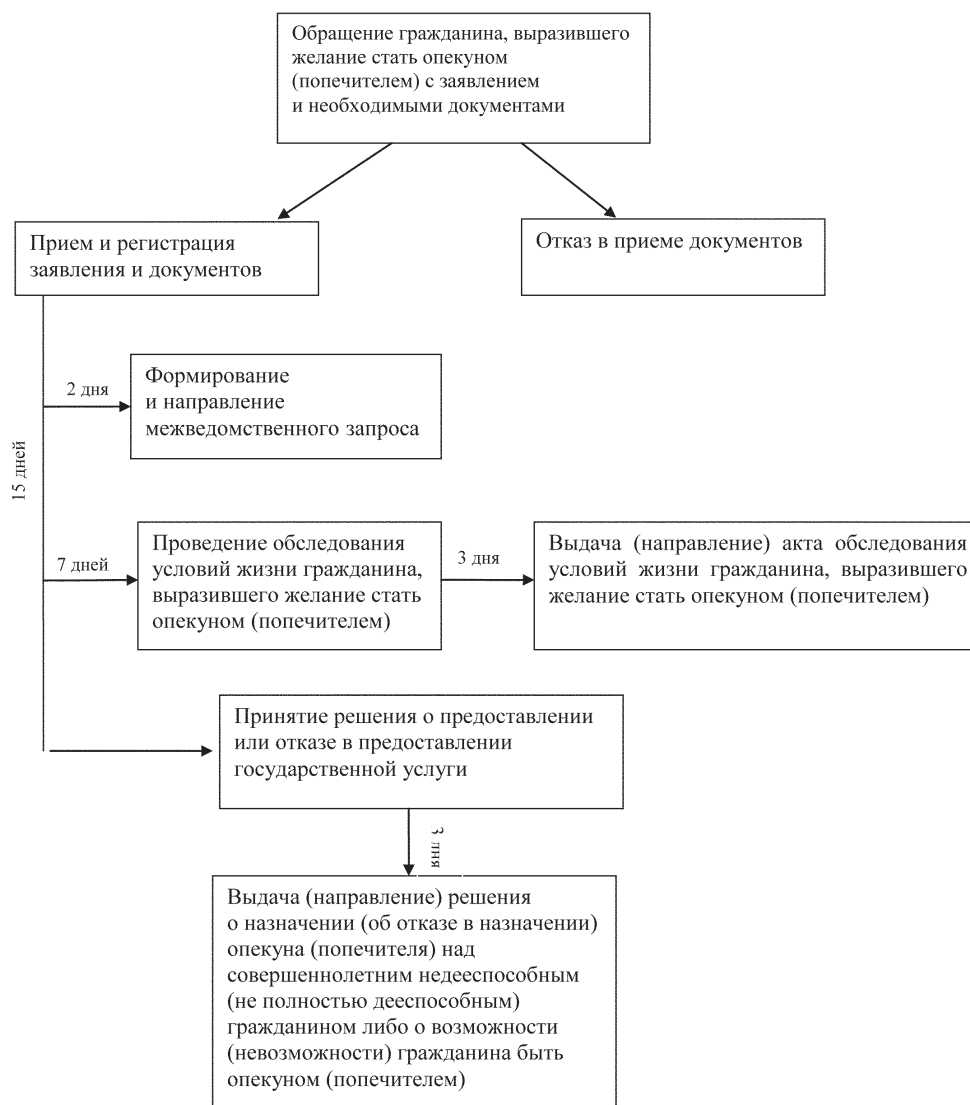 Обращение гражданина, выразившего
желание стать опекуном
(попечителем) с заявлением
и необходимыми документами
Прием и регистрация
заявления и документов
Отказ в приеме документов
15 дней
2 дня
Формирование
и направление
межведомственного запроса
7 дней
Проведение обследования
условий жизни гражданина,
выразившего желание стать
опекуном (попечителем)
3 дня
Выдача (направление) акта обследования
условий жизни гражданина, выразившего
желание стать опекуном (попечителем)
Принятие решения о предоставлении
или отказе в предоставлении
государственной услуги
3 дня
Выдача (направление) решения
о назначении (об отказе в назначении)
опекуна (попечителя) над
совершеннолетним недееспособным
(не полностью дееспособным)
гражданином либо о возможности
(невозможности) гражданина быть
опекуном (попечителем)